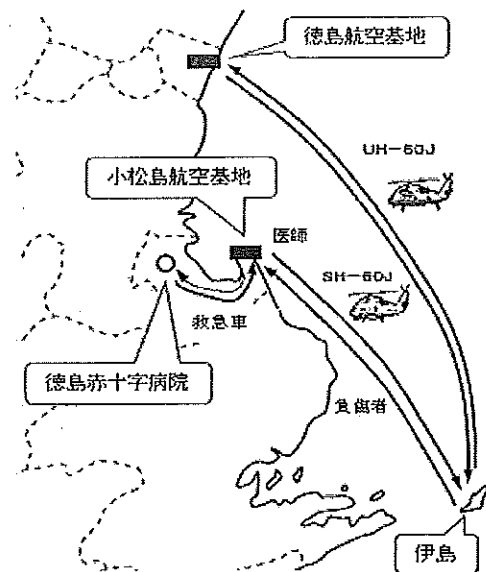 徳島航空基地
UH-60J
小松島航空基地
医師
SH-60J
救急車
徳島赤十字病院
負傷者
伊島